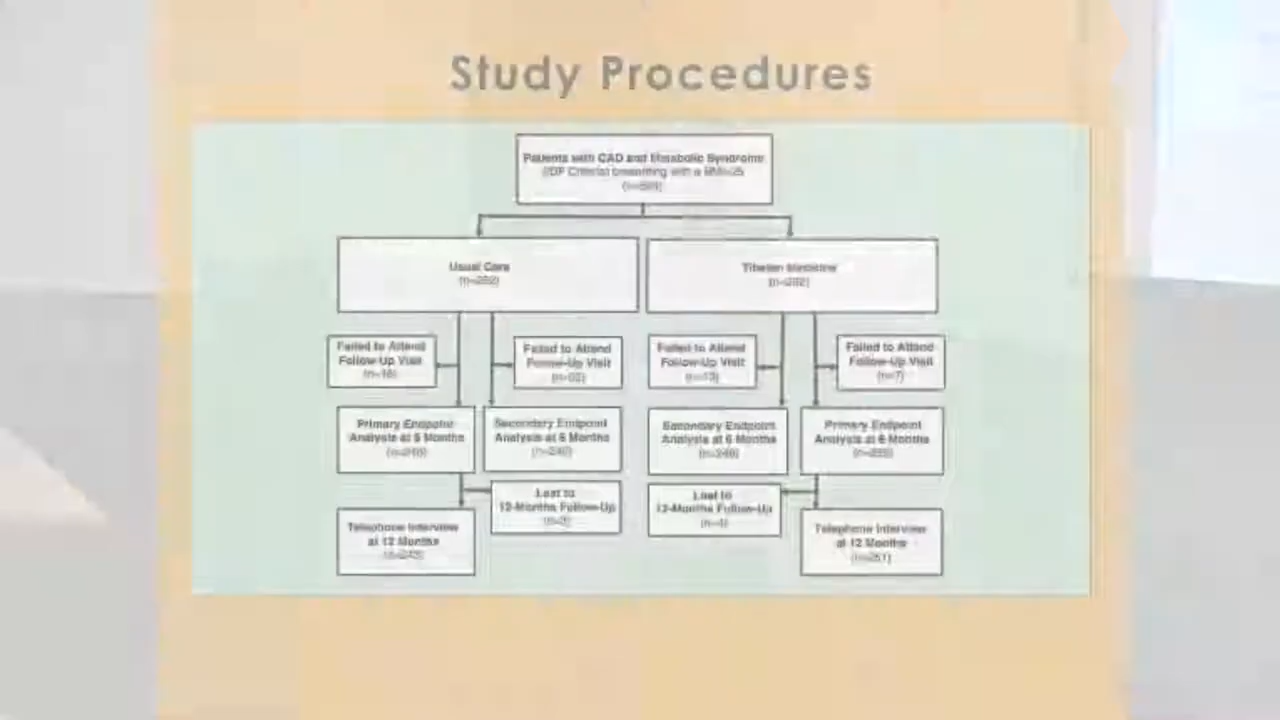 Study Procedures
Patients with CAD and Metabolic Syndrome
presenting with a
Usual Care
Tibetan Medicine
Failed to Attend
Follow-Up Visit
Failed to Attend
Follow-Up Visit
Failed to Attend
Follow-Up Visit
Failed to Attend
Follow-Up Visit
(n=7)
Primary Endpoint
Analysis at 6 Months
Secondary Endpoint
Analysis at 6 Months
Secondary Endpoint
Analysis at 6 Months
Primary Endpoint
Analysis at 6 Months
Lost to
12-Months Follow-Up
Lost to
12-Months Follow-Up
Telephone Interview
at 12 Months
Telephone Interview
at 12 Months